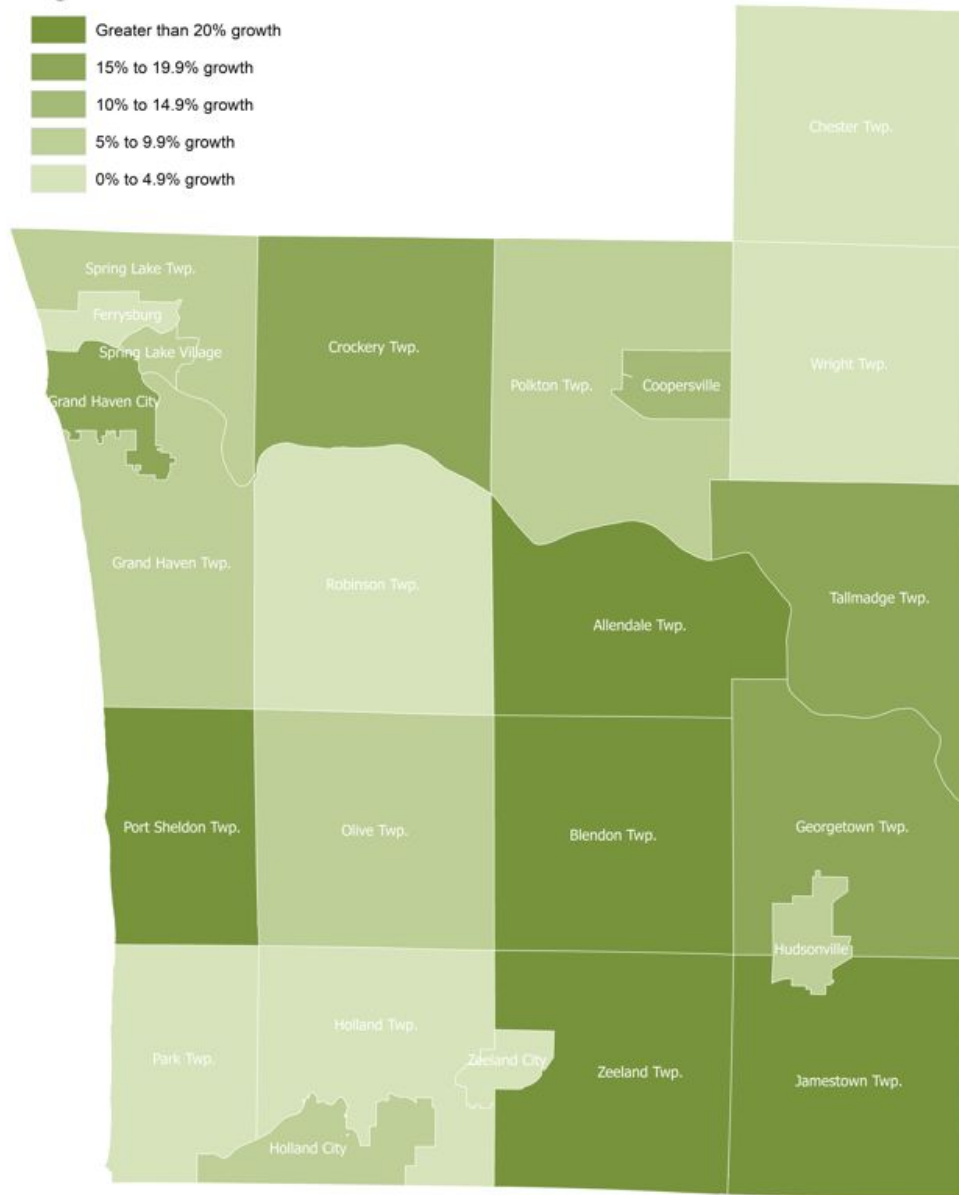 Greater than 20% growth
15% to 19.9% growth
10% to 14.9% growth
5% to 9.9% growth
0% to 4.9% growth
Chester Twp.
Spring Lake Twp.
Ferrysburg
Spring Lake Village
Crockery Twp.
Wright Twp.
Polkton Twp.
Coopersville
Grand Haven City
Grand Haven Twp.
Robinson Twp.
Tallmadge Twp.
Allendale Twp.
Port Sheldon Twp.
Olive Twp.
Blendon Twp.
Georgetown Twp.
Hudsonville
Holland Twp.
Park Twp.
Zeeland City
Zeeland Twp.
Jamestown Twp.
Holland City